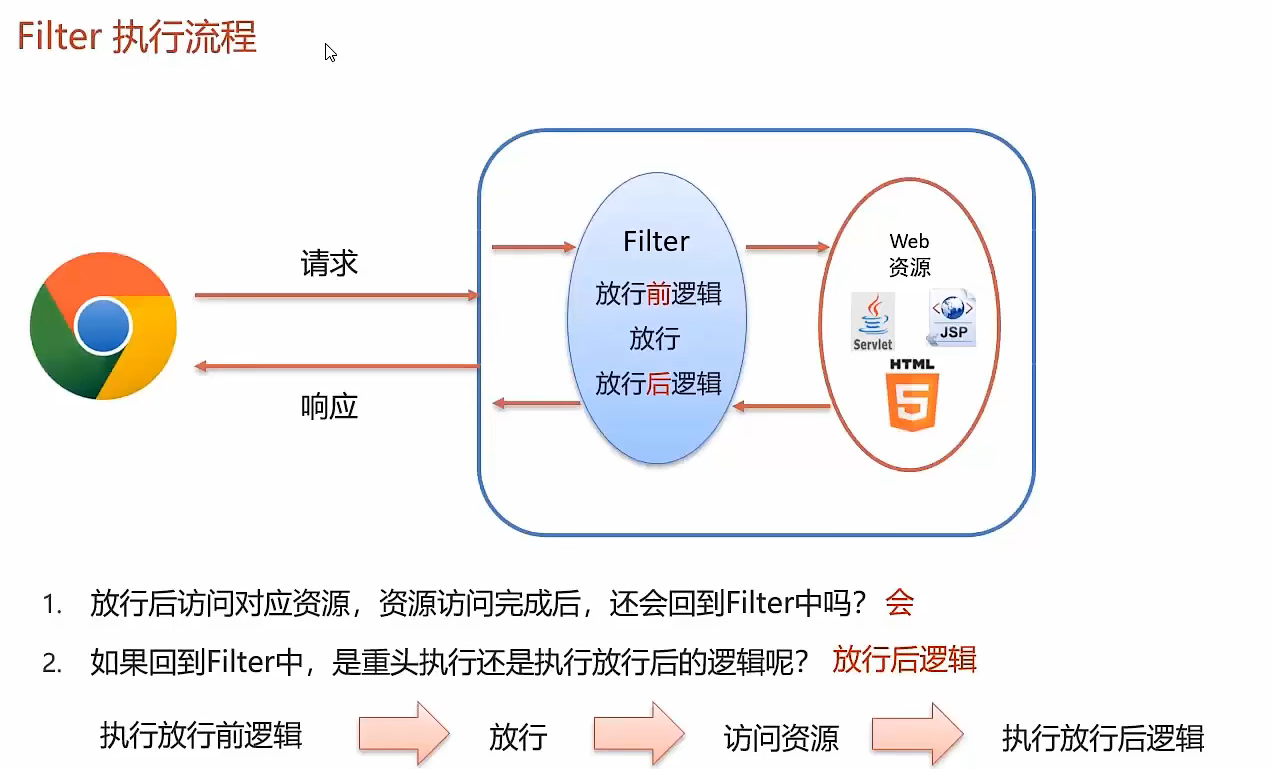 Filter 执行流程
请求
响应
Filter
放行前逻辑
放行
放行后逻辑
Web
资源
Servlet
JSP
HTML
5
1. 放行后访问对应资源，资源访问完成后，还会回到Filter中吗？会
2. 如果回到Filter中，是重头执行还是执行放行后的逻辑呢？放行后逻辑
执行放行前逻辑 放行 访问资源 执行放行后逻辑